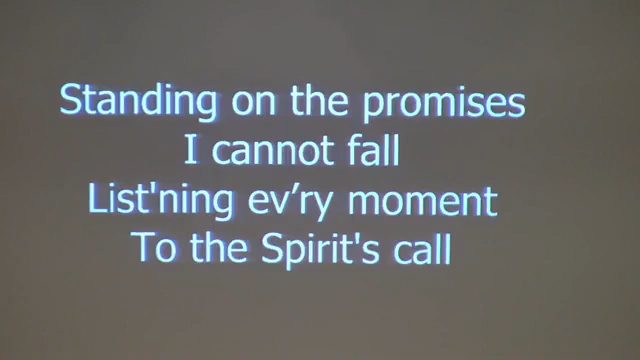 Standing on the promises
I cannot fall
List'ning ev’ry moment
To the Spirit's call